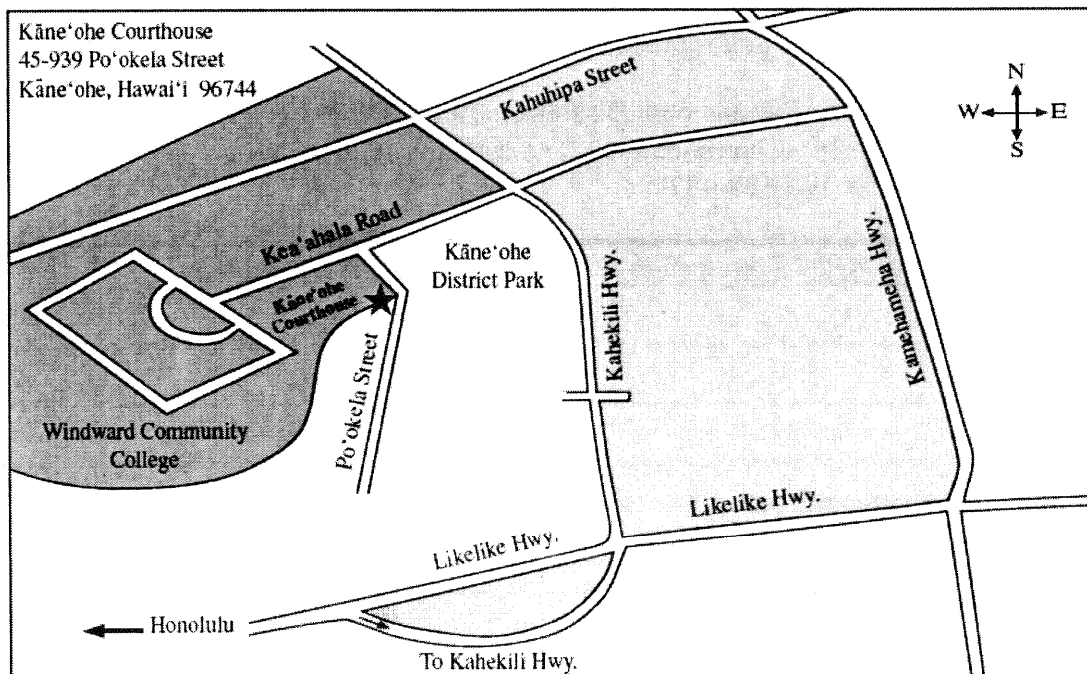 Kāne‘ohe Courthouse
45-939 Po‘okela Street
Kāne‘ohe, Hawai‘i 96744
N
W
E
S
Kahuhipa Street
Kea‘ahala Road
Kāne‘ohe
District Park
Kāne‘ohe
Courthouse
Kahekili Hwy.
Kamehameha Hwy.
Po‘okela Street
Windward Community
College
Likelike Hwy.
Likelike Hwy.
Honolulu
To Kahekili Hwy.